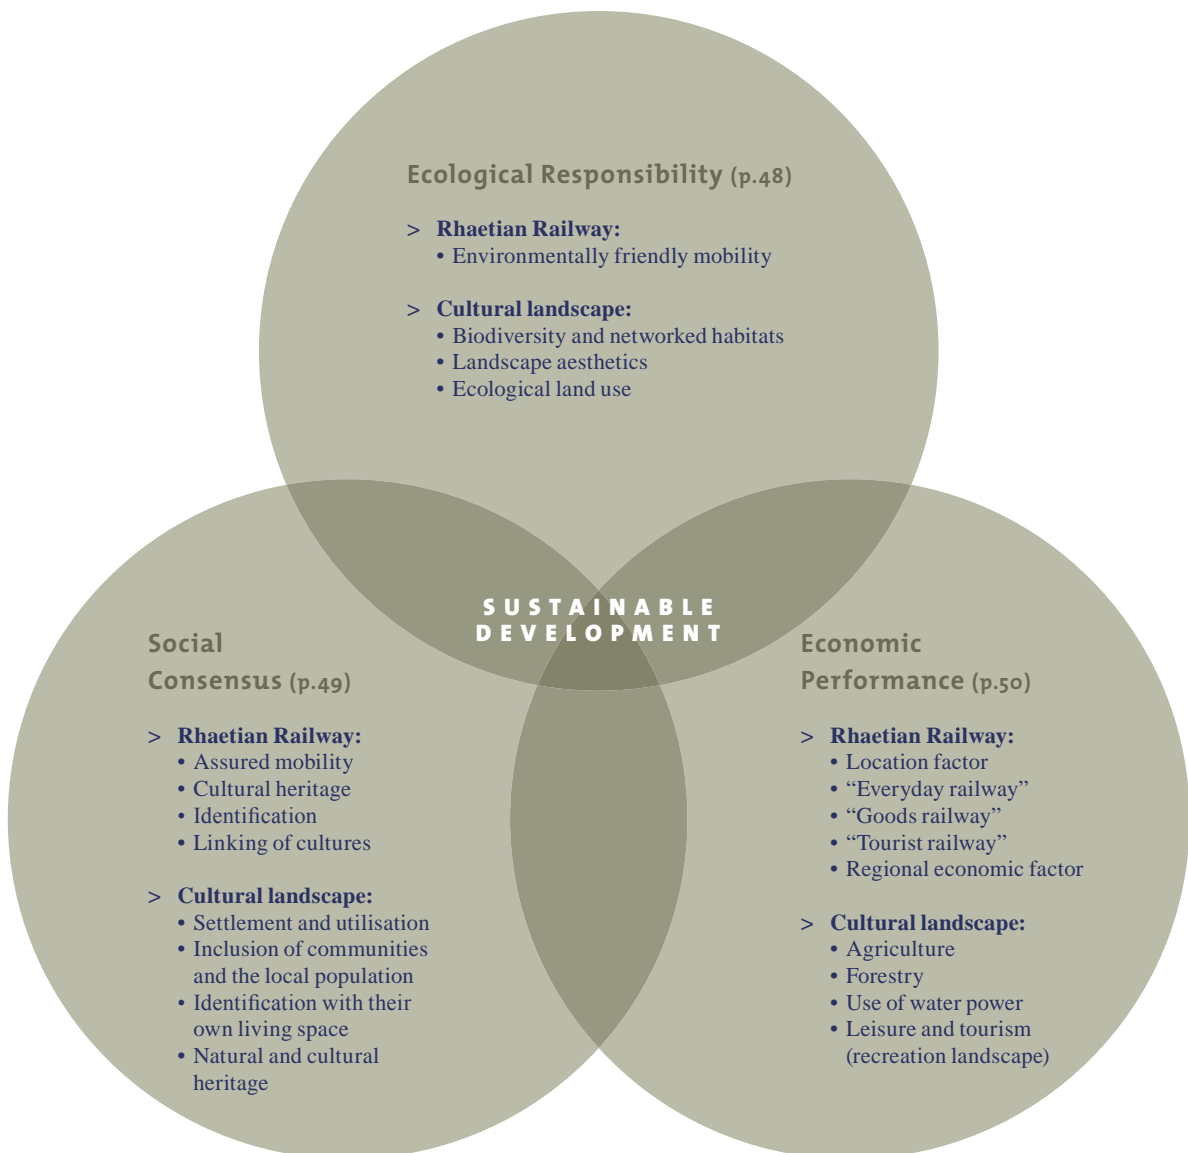 Ecological Responsibility (p.48)
> Rhaetian Railway:
• Environmentally friendly mobility
> Cultural landscape:
• Biodiversity and networked habitats
• Landscape aesthetics
• Ecological land use
SUSTAINABLE
DEVELOPMENT
Social
Consensus (p.49)
> Rhaetian Railway:
• Assured mobility
• Cultural heritage
• Identification
• Linking of cultures
> Cultural landscape:
• Settlement and utilisation
• Inclusion of communities
and the local population
• Identification with their
own living space
• Natural and cultural
heritage
Economic
Performance (p.50)
> Rhaetian Railway:
• Location factor
• “Everyday railway”
• “Goods railway”
• “Tourist railway”
• Regional economic factor
> Cultural landscape:
• Agriculture
• Forestry
• Use of water power
• Leisure and tourism
(recreation landscape)